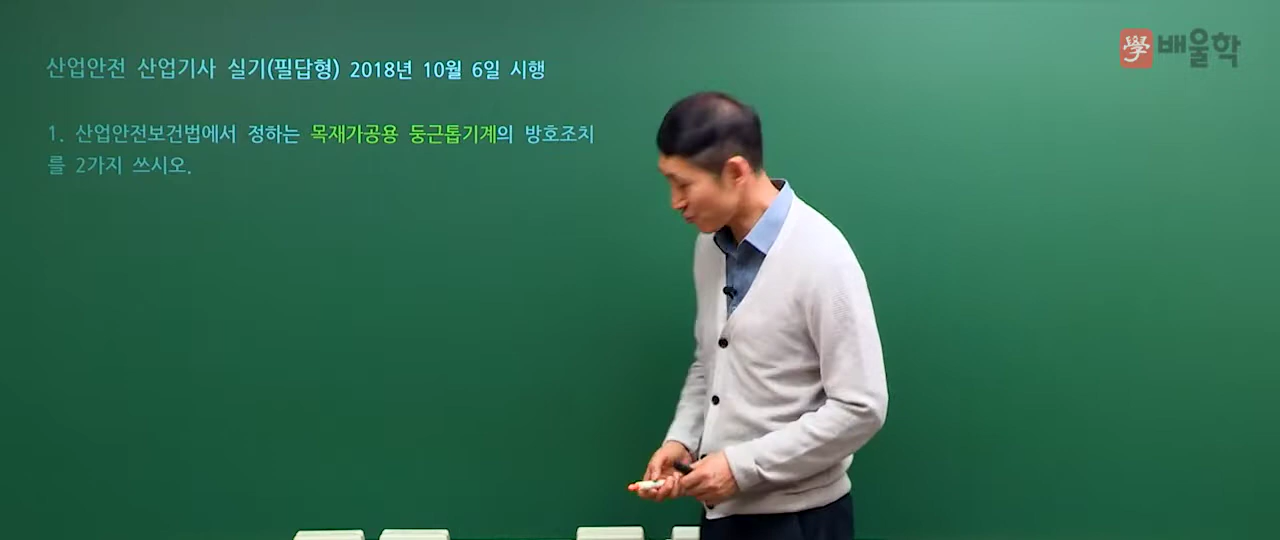 學 배울학
산업안전 산업기사 실기(필답형) 2018년 10월 6일 시행
1. 산업안전보건법에서 정하는 목재가공용 둥근톱기계의 방호조치
를 2가지 쓰시오.